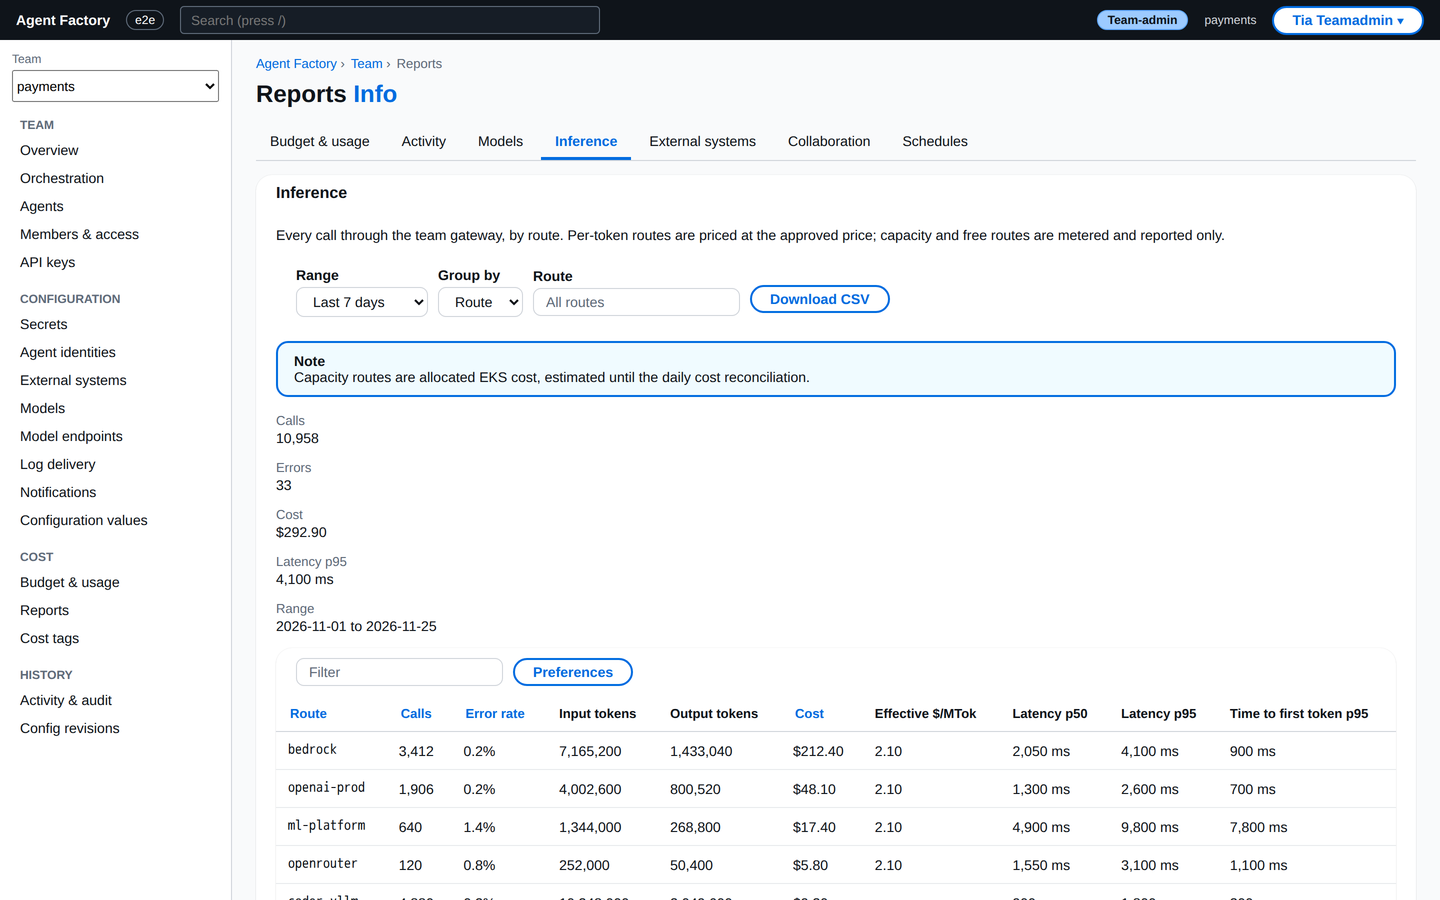 Agent Factory e2e Search (press /) Team-admin payments Tia Teamadmin ▾
Team
payments
TEAM
Overview
Orchestration
Agents
Members & access
API keys
CONFIGURATION
Secrets
Agent identities
External systems
Models
Model endpoints
Log delivery
Notifications
Configuration values
COST
Budget & usage
Reports
Cost tags
HISTORY
Activity & audit
Config revisions
Agent Factory › Team › Reports
Reports Info
Budget & usage Activity Models Inference External systems Collaboration Schedules
Inference
Every call through the team gateway, by route. Per-token routes are priced at the approved price; capacity and free routes are metered and reported only.
Range Group by Route
Last 7 days Route All routes Download CSV
Note
Capacity routes are allocated EKS cost, estimated until the daily cost reconciliation.
Calls
10,958
Errors
33
Cost
$292.90
Latency p95
4,100 ms
Range
2026-11-01 to 2026-11-25
Filter Preferences
Route Calls Error rate Input tokens Output tokens Cost Effective $/MTok Latency p50 Latency p95 Time to first token p95
bedrock 3,412 0.2% 7,165,200 1,433,040 $212.40 2.10 2,050 ms 4,100 ms 900 ms
openai-prod 1,906 0.2% 4,002,600 800,520 $48.10 2.10 1,300 ms 2,600 ms 700 ms
ml-platform 640 1.4% 1,344,000 268,800 $17.40 2.10 4,900 ms 9,800 ms 7,800 ms
openrouter 120 0.8% 252,000 50,400 $5.80 2.10 1,550 ms 3,100 ms 1,100 ms